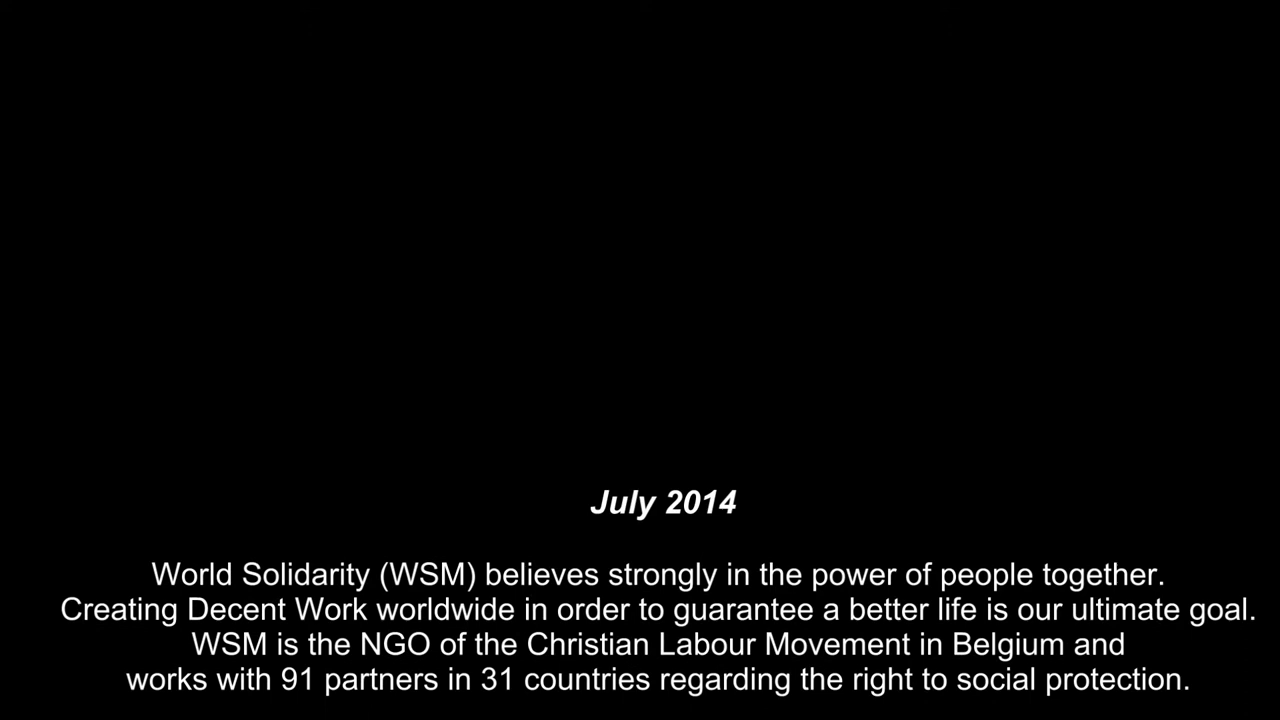 July 2014
World Solidarity (WSM) believes strongly in the power of people together.
Creating Decent Work worldwide in order to guarantee a better life is our ultimate goal.
WSM is the NGO of the Christian Labour Movement in Belgium and
works with 91 partners in 31 countries regarding the right to social protection.